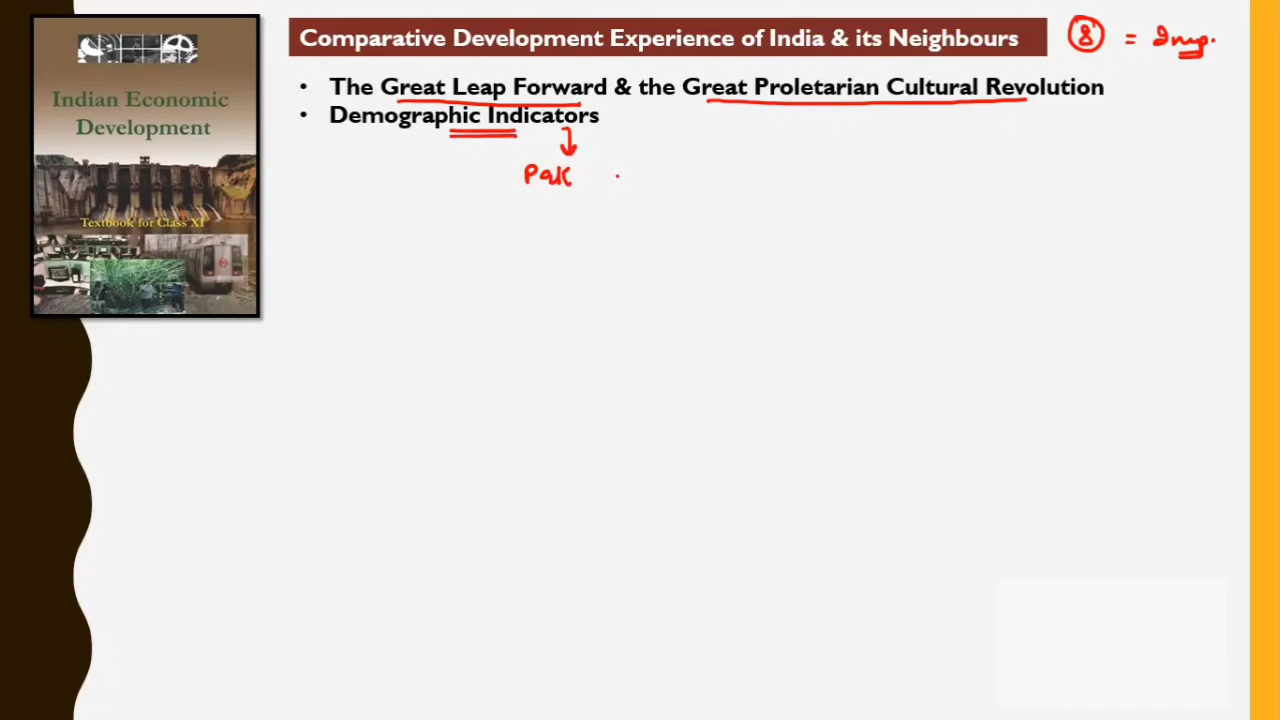 Indian Economic
Development
Textbook for Class XI
Comparative Development Experience of India & its Neighbours
8 = Imp.
• The Great Leap Forward & the Great Proletarian Cultural Revolution
• Demographic Indicators
Pak